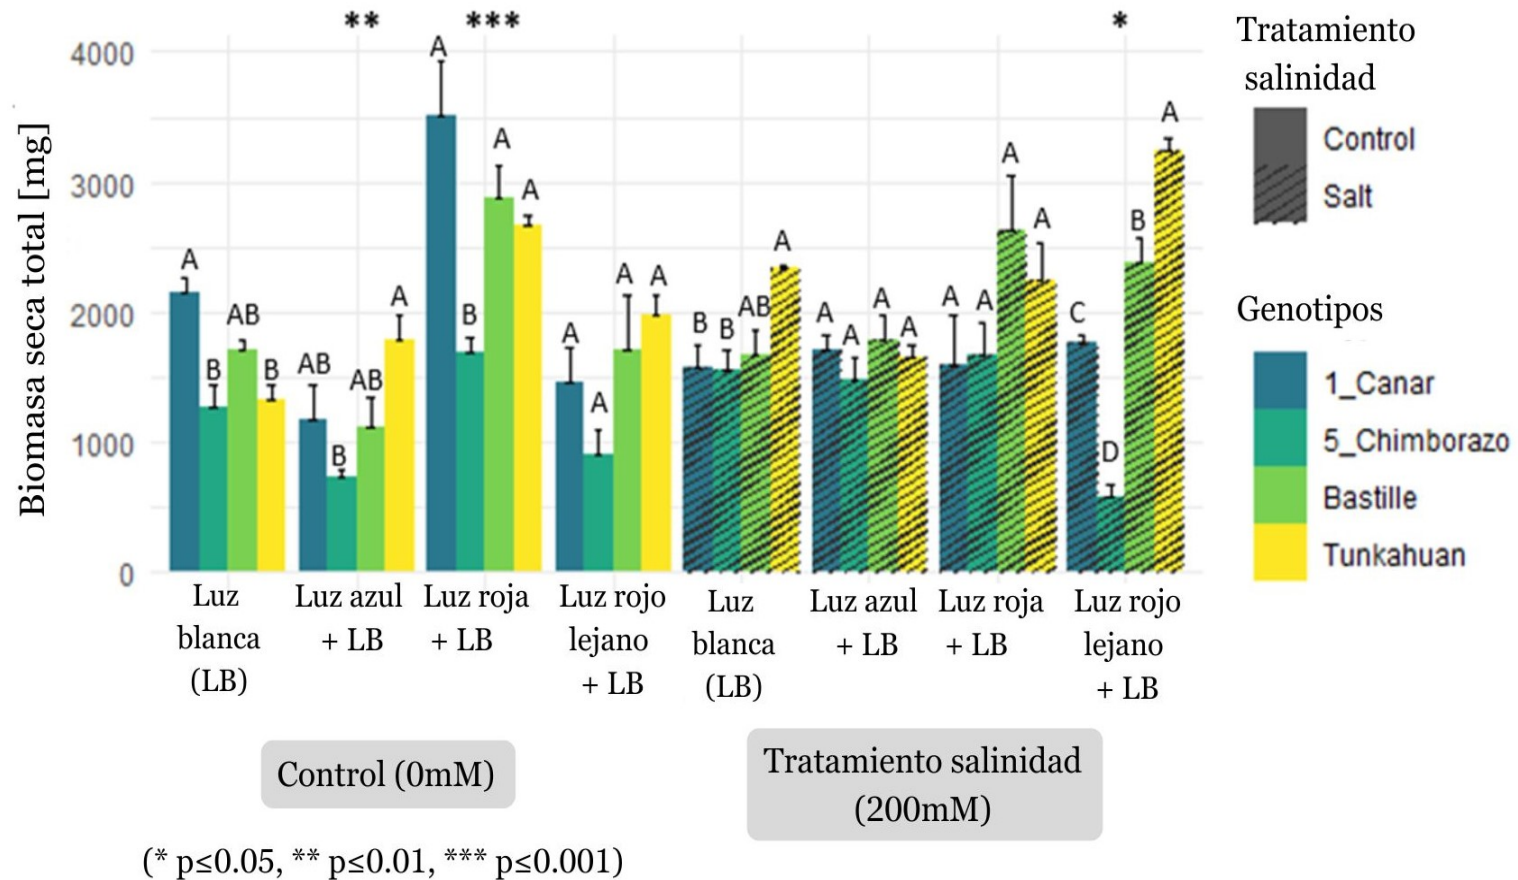 ** *** *
Tratamiento
salinidad
Control
Salt
Genotipos
1_Canar
5_Chimborazo
Bastille
Tunkahuan
Biomasa seca total [mg]
4000
3000
2000
1000
0
A B AB B
AB B AB A
A B A A
A A A A
B B AB A
A A A A
A A A A
C D B A
Luz
blanca
(LB)
Luz azul
+ LB
Luz roja
+ LB
Luz rojo
lejano
+ LB
Luz
blanca
(LB)
Luz azul
+ LB
Luz roja
+ LB
Luz rojo
lejano
+ LB
Control (0mM)
Tratamiento salinidad
(200mM)
(* p≤0.05, ** p≤0.01, *** p≤0.001)